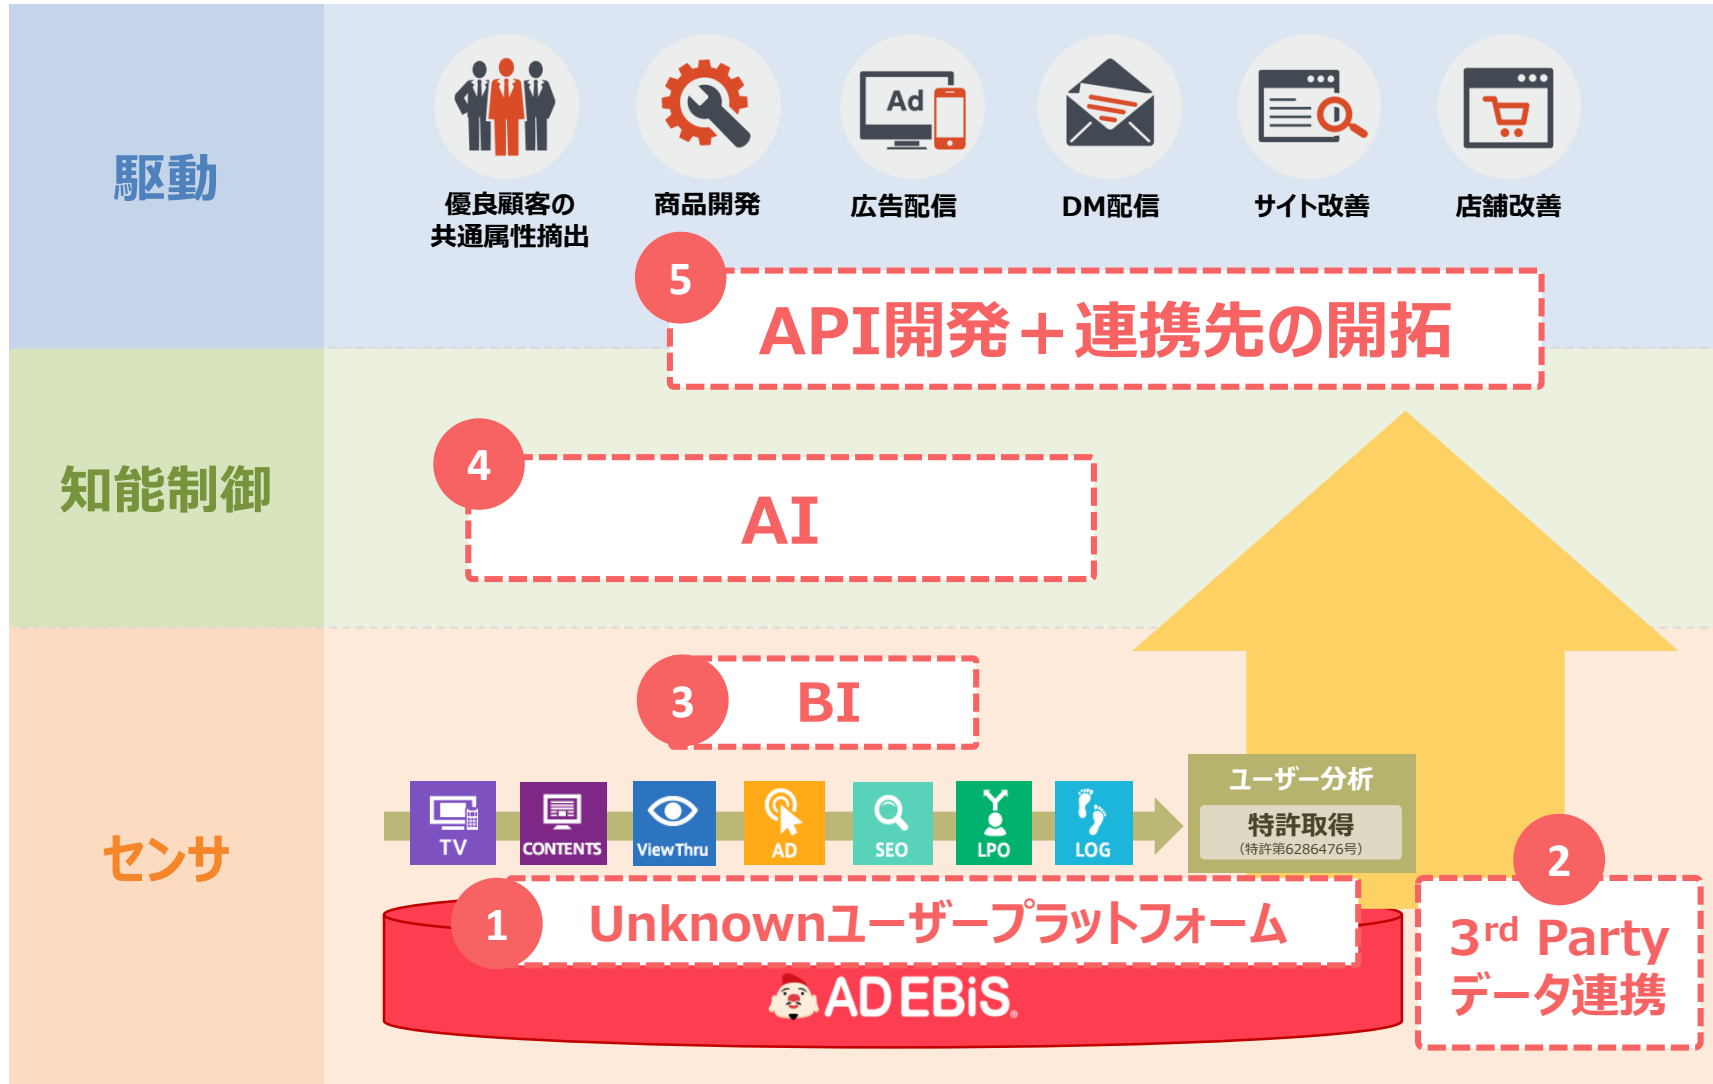 駆動
Ad
優良顧客の
共通属性摘出
商品開発
広告配信
DM配信
サイト改善
店舗改善
5
API開発＋連携先の開拓
知能制御
4
AI
センサ
3
BI
TV
CONTENTS
ViewThru
AD
SEO
LPO
LOG
ユーザー分析
特許取得
(特許第6286476号)
1
Unknownユーザープラットフォーム
AD EBiS®
2
3rd Party
データ連携